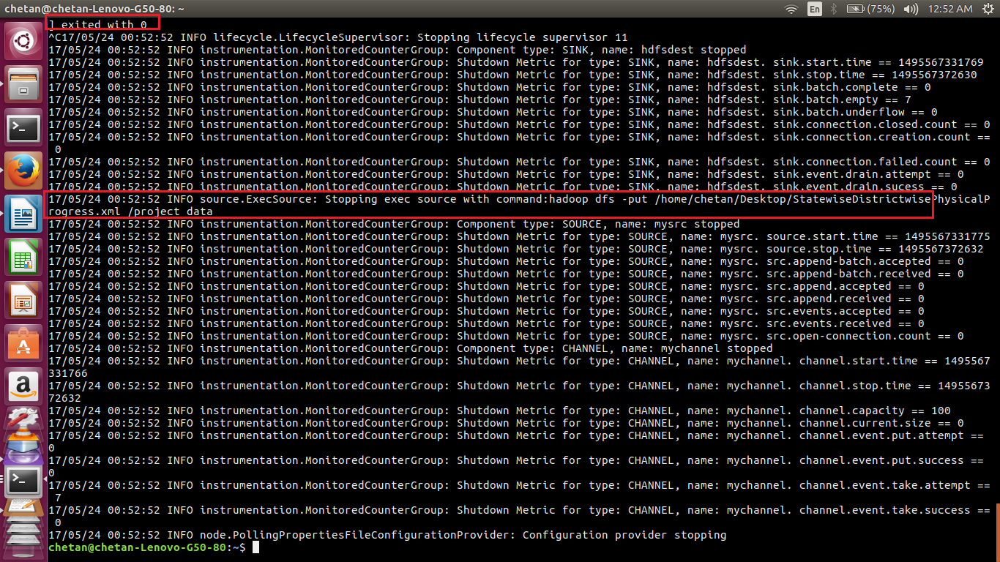 chetan@chetan-Lenovo-G50-80: ~
En
(75%)
12:52 AM
] exited with 0
^C17/05/24 00:52:52 INFO lifecycle.LifecycleSupervisor: Stopping lifecycle supervisor 11
17/05/24 00:52:52 INFO instrumentation.MonitoredCounterGroup: Component type: SINK, name: hdfsdest stopped
17/05/24 00:52:52 INFO instrumentation.MonitoredCounterGroup: Shutdown Metric for type: SINK, name: hdfsdest. sink.start.time == 1495567331769
17/05/24 00:52:52 INFO instrumentation.MonitoredCounterGroup: Shutdown Metric for type: SINK, name: hdfsdest. sink.stop.time == 1495567372630
17/05/24 00:52:52 INFO instrumentation.MonitoredCounterGroup: Shutdown Metric for type: SINK, name: hdfsdest. sink.batch.complete == 0
17/05/24 00:52:52 INFO instrumentation.MonitoredCounterGroup: Shutdown Metric for type: SINK, name: hdfsdest. sink.batch.empty == 7
17/05/24 00:52:52 INFO instrumentation.MonitoredCounterGroup: Shutdown Metric for type: SINK, name: hdfsdest. sink.batch.underflow == 0
17/05/24 00:52:52 INFO instrumentation.MonitoredCounterGroup: Shutdown Metric for type: SINK, name: hdfsdest. sink.connection.closed.count == 0
17/05/24 00:52:52 INFO instrumentation.MonitoredCounterGroup: Shutdown Metric for type: SINK, name: hdfsdest. sink.connection.creation.count ==
0
17/05/24 00:52:52 INFO instrumentation.MonitoredCounterGroup: Shutdown Metric for type: SINK, name: hdfsdest. sink.connection.failed.count == 0
17/05/24 00:52:52 INFO instrumentation.MonitoredCounterGroup: Shutdown Metric for type: SINK, name: hdfsdest. sink.event.drain.attempt == 0
17/05/24 00:52:52 INFO instrumentation.MonitoredCounterGroup: Shutdown Metric for type: SINK, name: hdfsdest. sink.event.drain.sucess == 0
17/05/24 00:52:52 INFO source.ExecSource: Stopping exec source with command:hadoop dfs -put /home/chetan/Desktop/StatewiseDistrictwisePhysicalP
rogress.xml /project_data
17/05/24 00:52:52 INFO instrumentation.MonitoredCounterGroup: Component type: SOURCE, name: mysrc stopped
17/05/24 00:52:52 INFO instrumentation.MonitoredCounterGroup: Shutdown Metric for type: SOURCE, name: mysrc. source.start.time == 1495567331775
17/05/24 00:52:52 INFO instrumentation.MonitoredCounterGroup: Shutdown Metric for type: SOURCE, name: mysrc. source.stop.time == 1495567372632
17/05/24 00:52:52 INFO instrumentation.MonitoredCounterGroup: Shutdown Metric for type: SOURCE, name: mysrc. src.append-batch.accepted == 0
17/05/24 00:52:52 INFO instrumentation.MonitoredCounterGroup: Shutdown Metric for type: SOURCE, name: mysrc. src.append-batch.received == 0
17/05/24 00:52:52 INFO instrumentation.MonitoredCounterGroup: Shutdown Metric for type: SOURCE, name: mysrc. src.append.accepted == 0
17/05/24 00:52:52 INFO instrumentation.MonitoredCounterGroup: Shutdown Metric for type: SOURCE, name: mysrc. src.append.received == 0
17/05/24 00:52:52 INFO instrumentation.MonitoredCounterGroup: Shutdown Metric for type: SOURCE, name: mysrc. src.events.accepted == 0
17/05/24 00:52:52 INFO instrumentation.MonitoredCounterGroup: Shutdown Metric for type: SOURCE, name: mysrc. src.events.received == 0
17/05/24 00:52:52 INFO instrumentation.MonitoredCounterGroup: Shutdown Metric for type: SOURCE, name: mysrc. src.open-connection.count == 0
17/05/24 00:52:52 INFO instrumentation.MonitoredCounterGroup: Component type: CHANNEL, name: mychannel stopped
17/05/24 00:52:52 INFO instrumentation.MonitoredCounterGroup: Shutdown Metric for type: CHANNEL, name: mychannel. channel.start.time == 1495567
331766
17/05/24 00:52:52 INFO instrumentation.MonitoredCounterGroup: Shutdown Metric for type: CHANNEL, name: mychannel. channel.stop.time == 14955673
72632
17/05/24 00:52:52 INFO instrumentation.MonitoredCounterGroup: Shutdown Metric for type: CHANNEL, name: mychannel. channel.capacity == 100
17/05/24 00:52:52 INFO instrumentation.MonitoredCounterGroup: Shutdown Metric for type: CHANNEL, name: mychannel. channel.current.size == 0
17/05/24 00:52:52 INFO instrumentation.MonitoredCounterGroup: Shutdown Metric for type: CHANNEL, name: mychannel. channel.event.put.attempt ==
0
17/05/24 00:52:52 INFO instrumentation.MonitoredCounterGroup: Shutdown Metric for type: CHANNEL, name: mychannel. channel.event.put.success ==
0
17/05/24 00:52:52 INFO instrumentation.MonitoredCounterGroup: Shutdown Metric for type: CHANNEL, name: mychannel. channel.event.take.attempt ==
7
17/05/24 00:52:52 INFO instrumentation.MonitoredCounterGroup: Shutdown Metric for type: CHANNEL, name: mychannel. channel.event.take.success ==
0
17/05/24 00:52:52 INFO node.PollingPropertiesFileConfigurationProvider: Configuration provider stopping
chetan@chetan-Lenovo-G50-80:~$